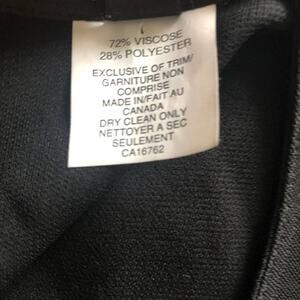 72% VISCOSE
28% POLYESTER
EXCLUSIVE OF TRIM/
GARNITURE NON
COMPRISE
MADE IN/FAIT AU
CANADA
DRY CLEAN ONLY
NETTOYER A SEC
SEULEMENT
CA16762